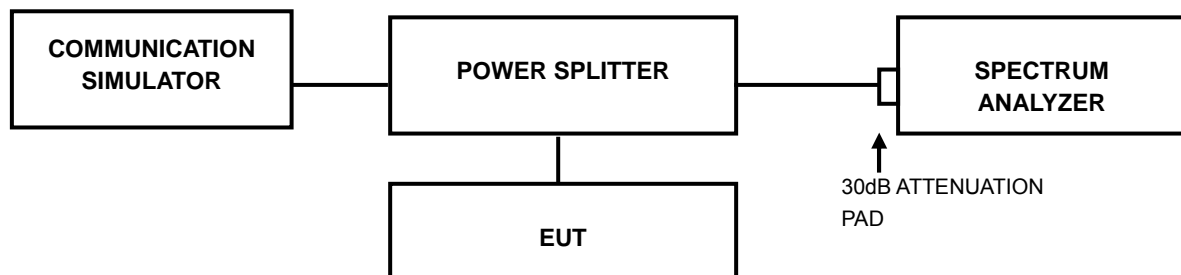 COMMUNICATION
SIMULATOR
POWER SPLITTER
SPECTRUM
ANALYZER
30dB ATTENUATION
PAD
EUT